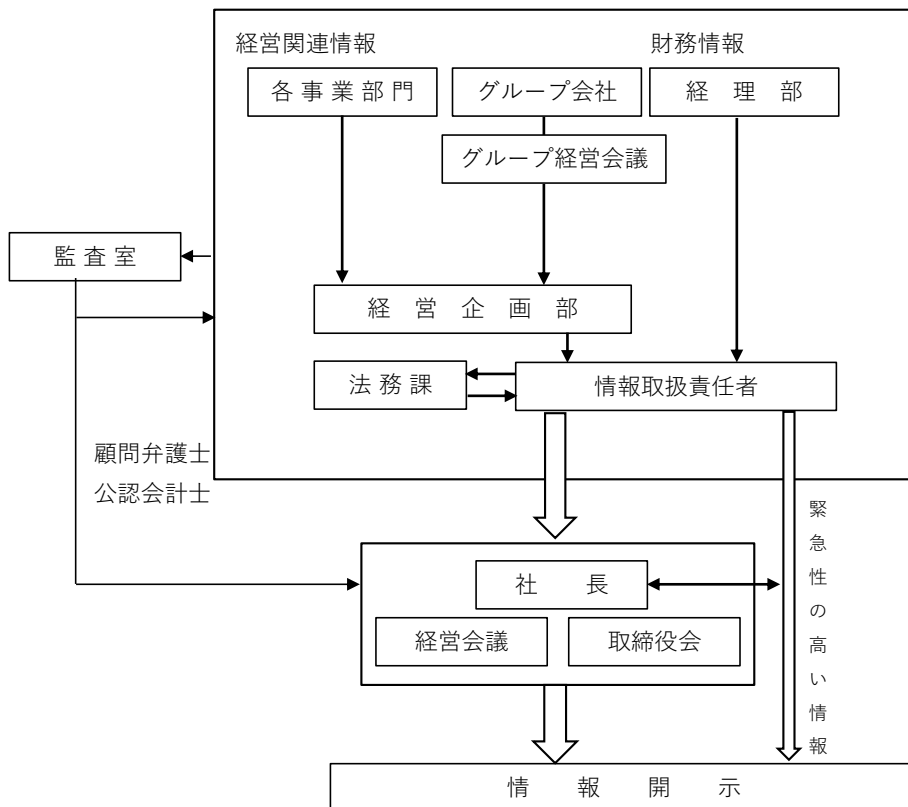 経営関連情報
財務情報
各事業部門
グループ会社
経理部
グループ経営会議
監査室
経営企画部
法務課
情報取扱責任者
顧問弁護士
公認会計士
緊急性の高い情報
社長
経営会議
取締役会
情報開示